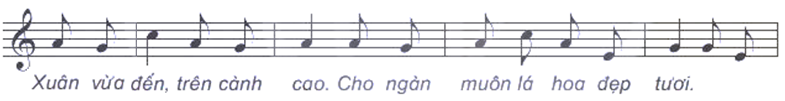 Xuân vừa đến, trên cành cao. Cho ngàn muôn lá hoa đẹp tươi.